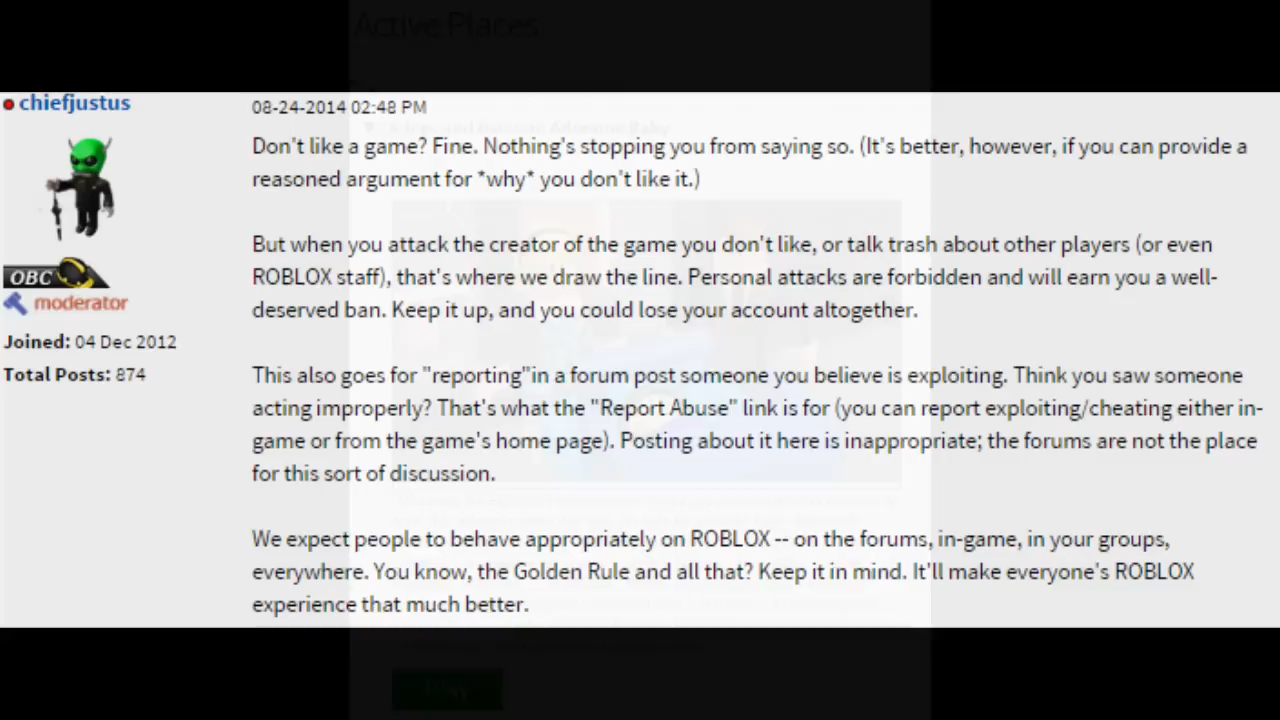 Active Places
chiefjustus
08-24-2014 02:48 PM
Don't like a game? Fine. Nothing's stopping you from saying so. (It's better, however, if you can provide a
reasoned argument for *why* you don't like it.)
But when you attack the creator of the game you don't like, or talk trash about other players (or even
ROBLOX staff), that's where we draw the line. Personal attacks are forbidden and will earn you a well-
deserved ban. Keep it up, and you could lose your account altogether.
This also goes for "reporting"in a forum post someone you believe is exploiting. Think you saw someone
acting improperly? That's what the "Report Abuse" link is for (you can report exploiting/cheating either in-
game or from the game's home page). Posting about it here is inappropriate; the forums are not the place
for this sort of discussion.
We expect people to behave appropriately on ROBLOX -- on the forums, in-game, in your groups,
everywhere. You know, the Golden Rule and all that? Keep it in mind. It'll make everyone's ROBLOX
experience that much better.
OBC
moderator
Joined: 04 Dec 2012
Total Posts: 874